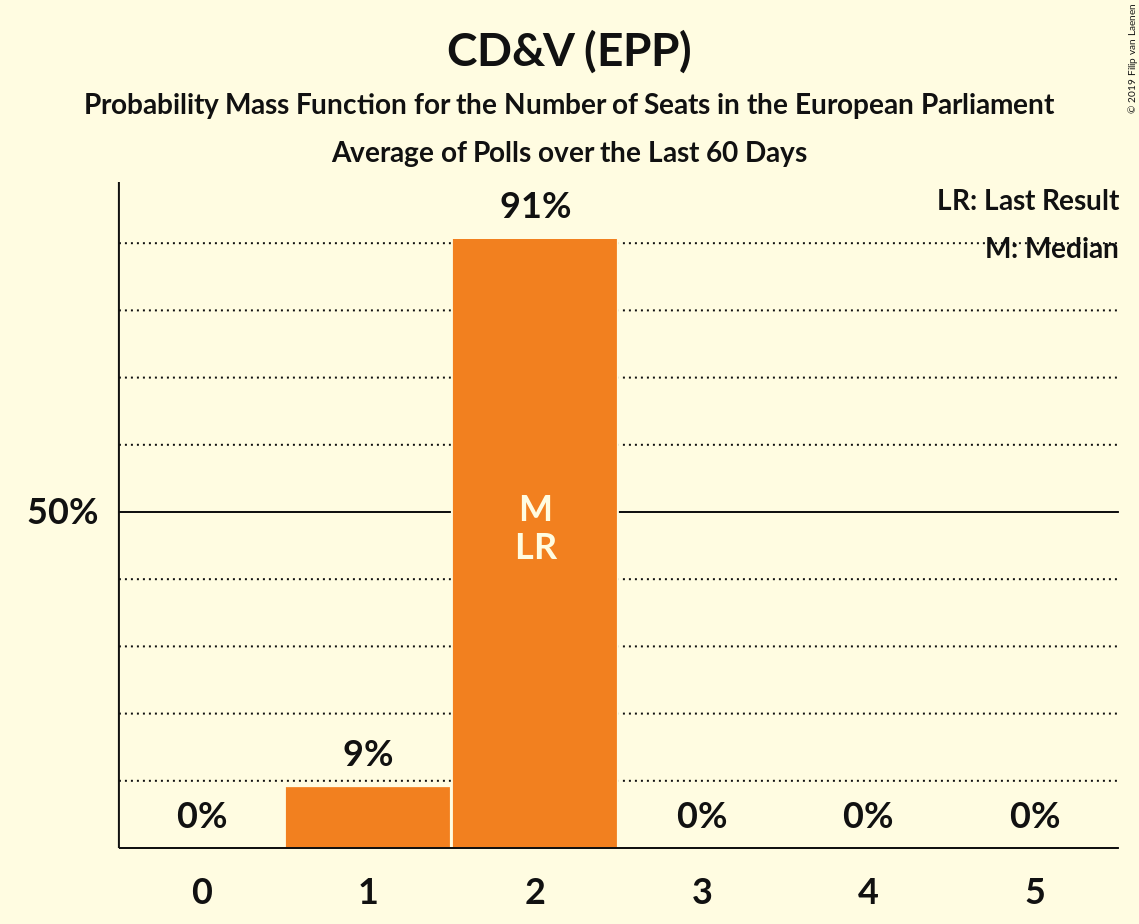 CD&V (EPP)
Probability Mass Function for the Number of Seats in the European Parliament
Average of Polls over the Last 60 Days
© 2019 Filip van Laenen
LR: Last Result
M: Median
91%
50%
M
LR
9%
0%
0%
0%
0%
0
1
2
3
4
5